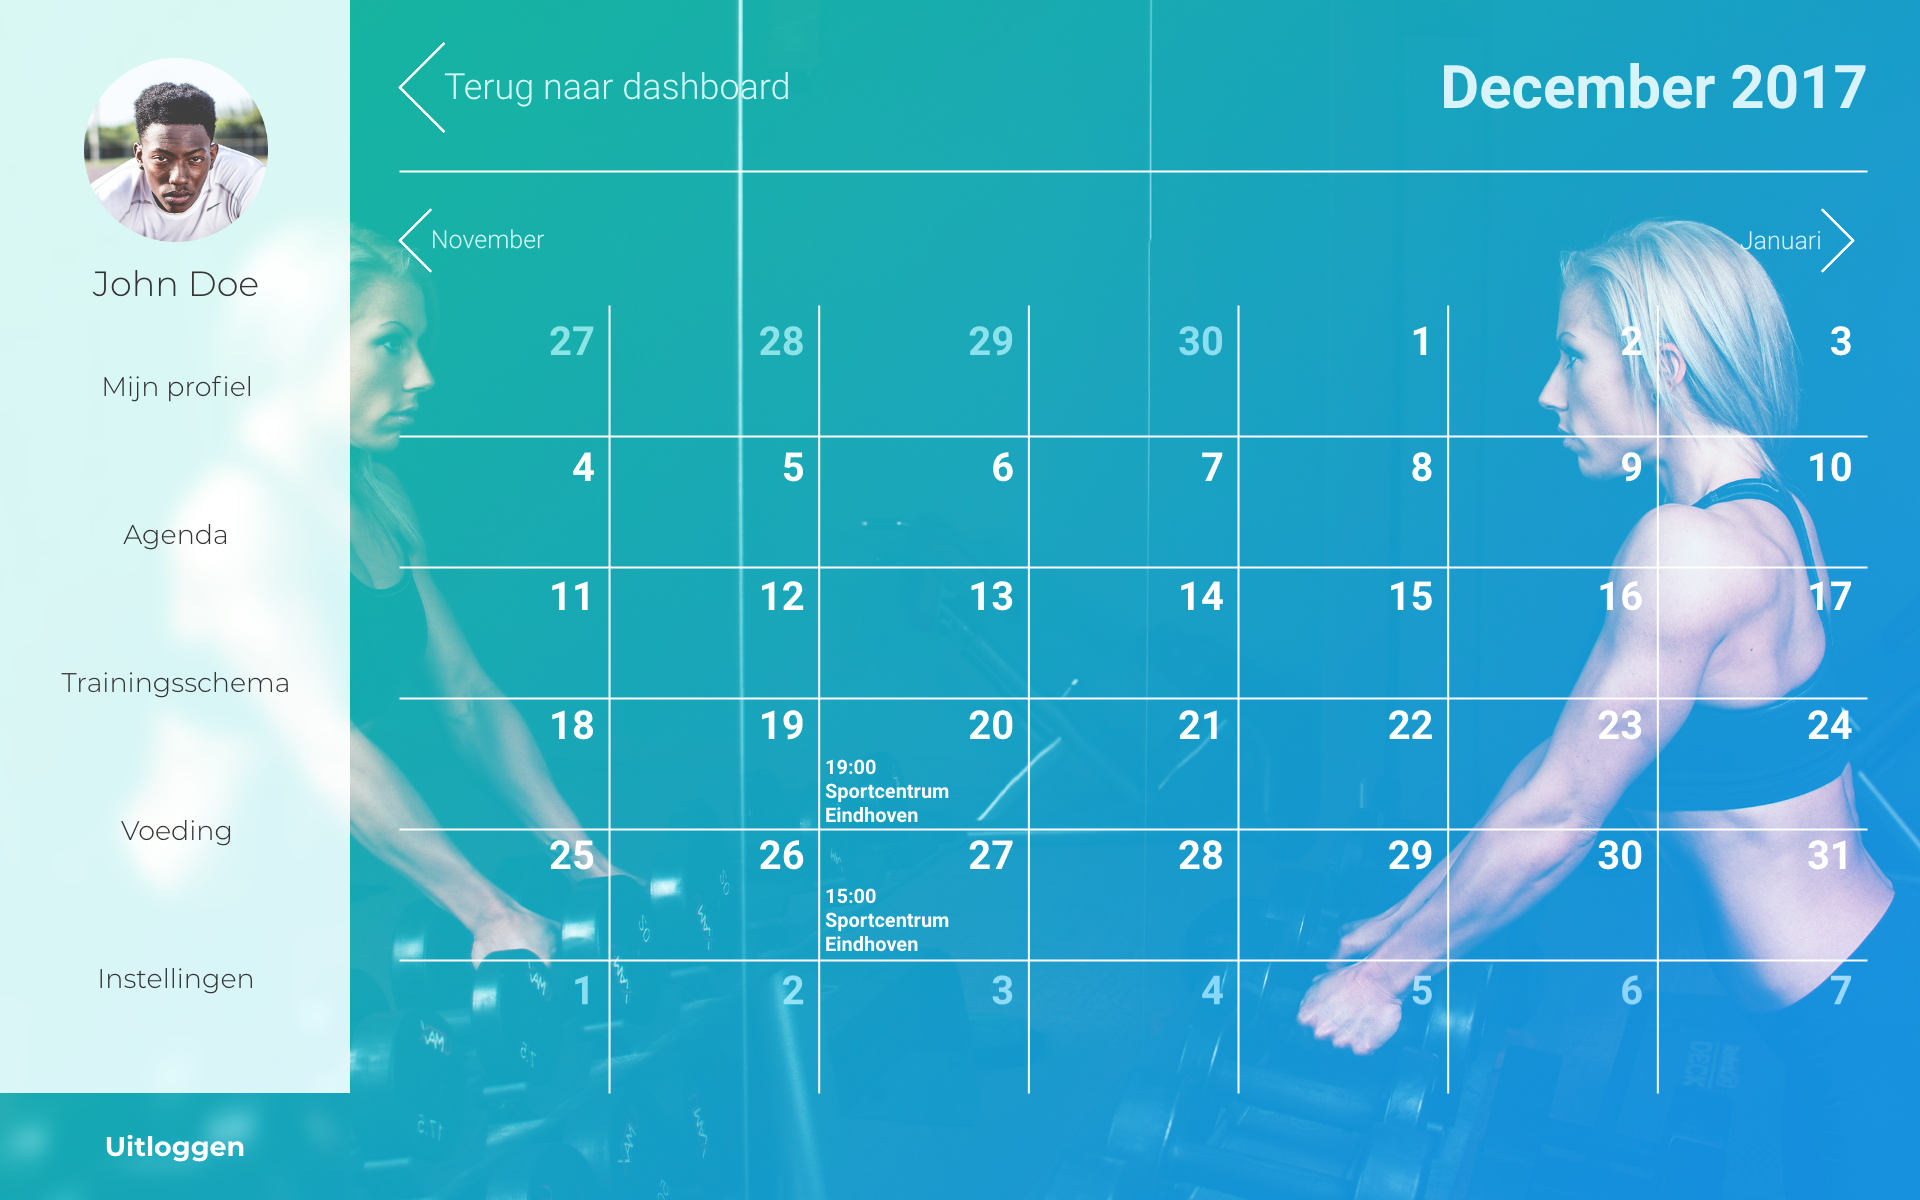 John Doe
Mijn profiel
Agenda
Trainingsschema
Voeding
Instellingen
Uitloggen
Terug naar dashboard
December 2017
November
Januari
27 28 29 30 1 2 3
4 5 6 7 8 9 10
11 12 13 14 15 16 17
18 19 20 21 22 23 24
19:00
Sportcentrum
Eindhoven
25 26 27 28 29 30 31
15:00
Sportcentrum
Eindhoven
1 2 3 4 5 6 7